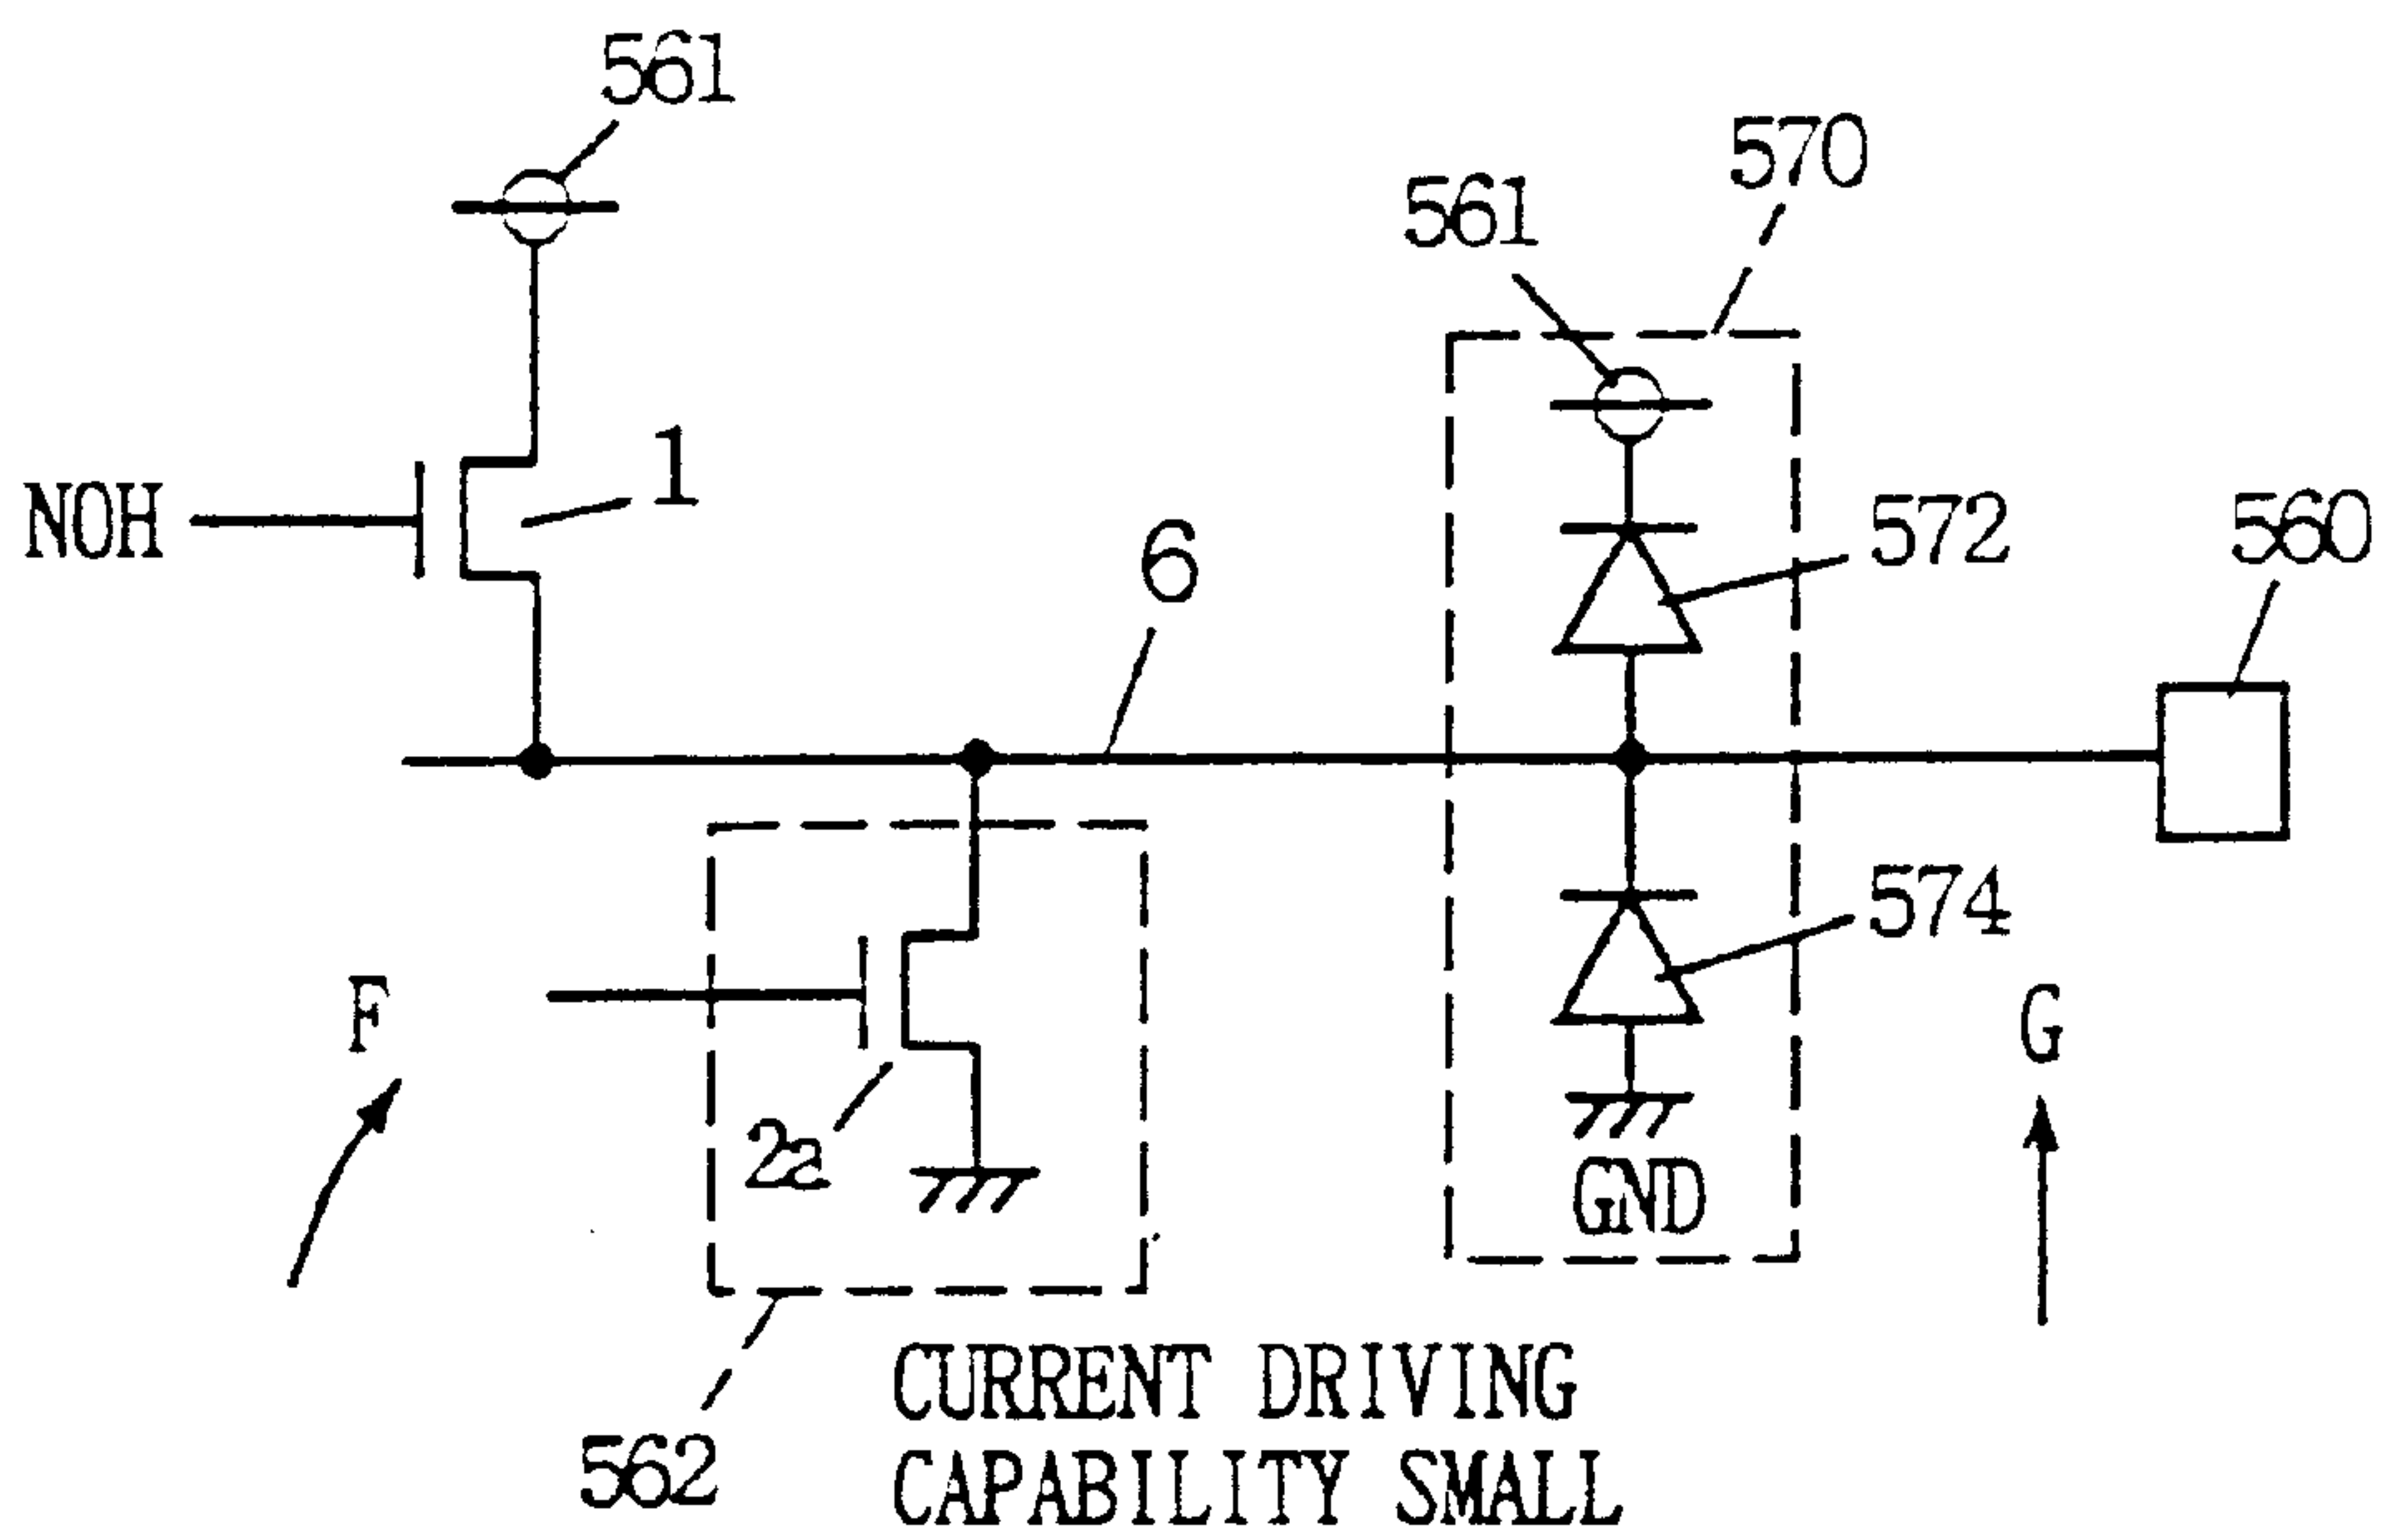 561
570
561
1
NOH
6
572
560
574
F
G
2a
GND
562
CURRENT DRIVING
CAPABILITY SMALL